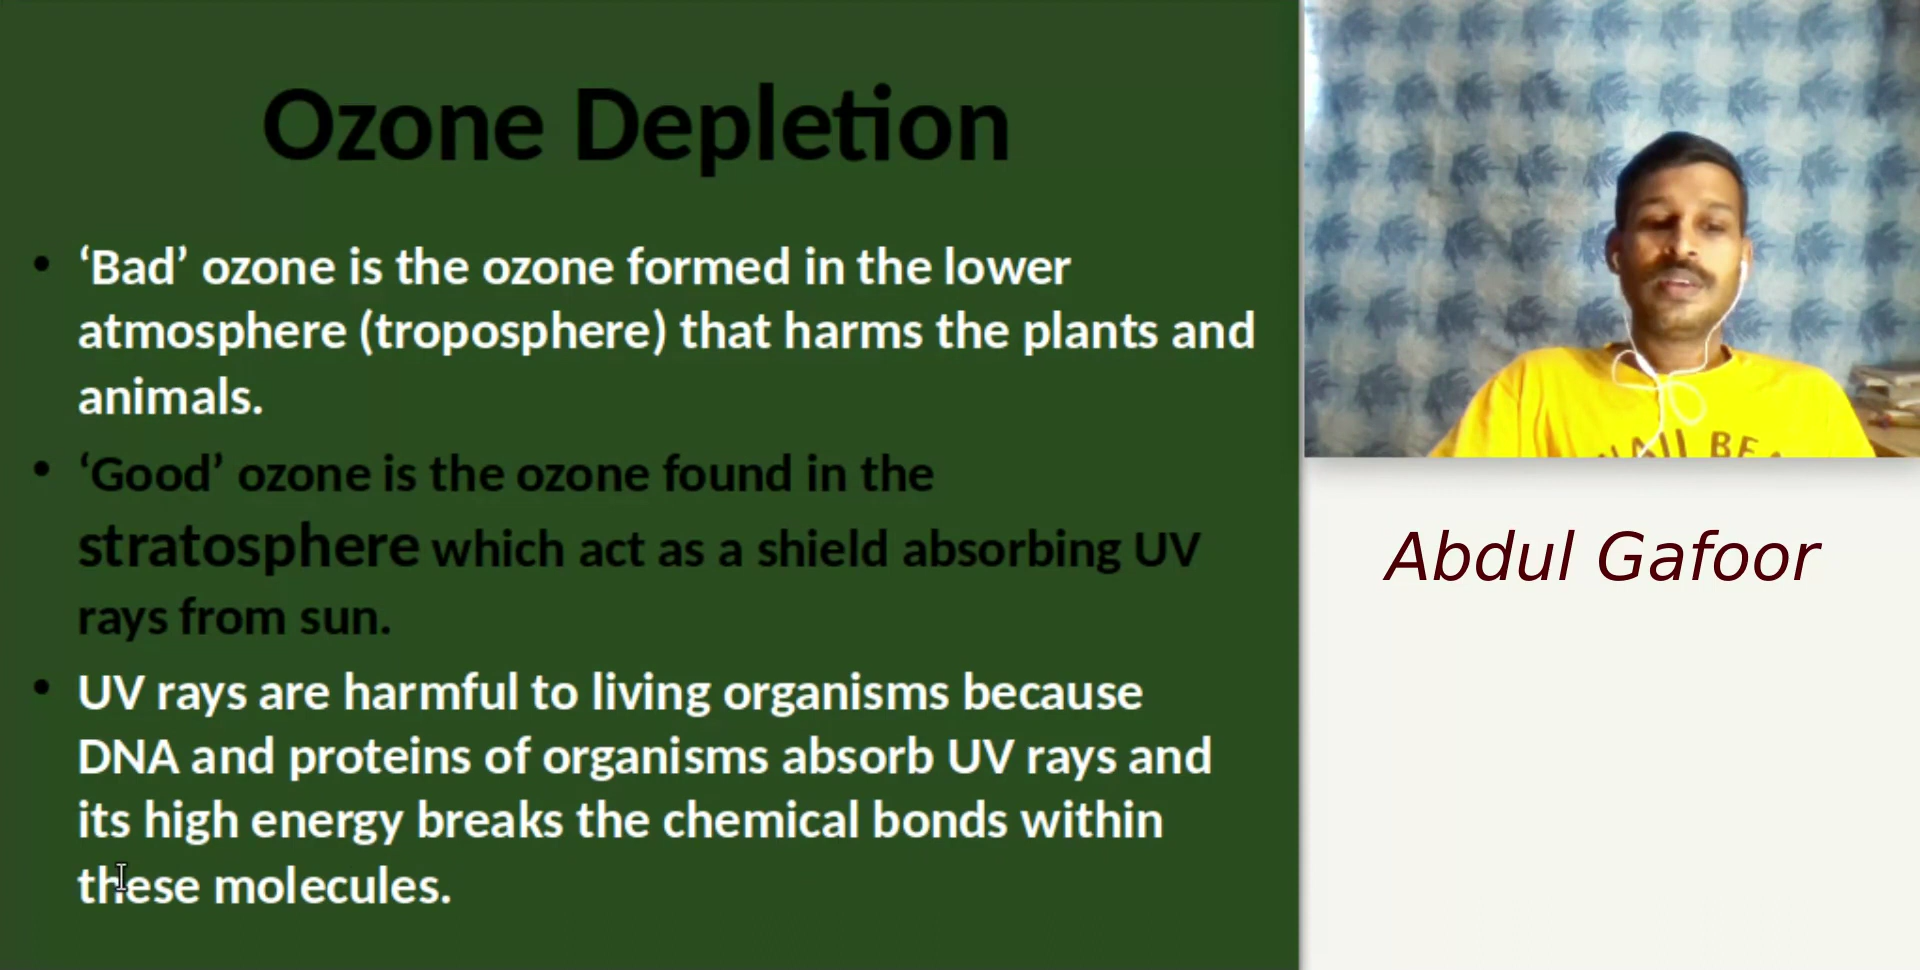 Ozone Depletion
• ‘Bad’ ozone is the ozone formed in the lower
atmosphere (troposphere) that harms the plants and
animals.
• ‘Good’ ozone is the ozone found in the
stratosphere which act as a shield absorbing UV
rays from sun.
• UV rays are harmful to living organisms because
DNA and proteins of organisms absorb UV rays and
its high energy breaks the chemical bonds within
these molecules.
Abdul Gafoor